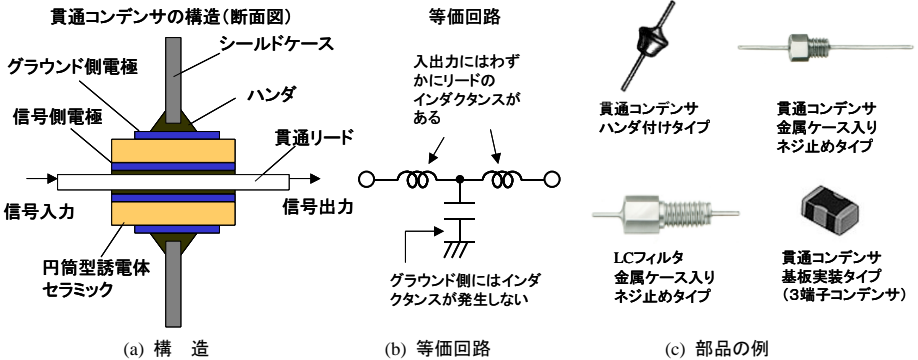 貫通コンデンサの構造(断面図)
シールドケース
グラウンド側電極
ハンダ
信号側電極
貫通リード
信号入力
信号出力
円筒型誘電体
セラミック
(a) 構　造
等価回路
入出力にはわず
かにリードの
インダクタンスが
ある
グラウンド側にはインダ
クタンスが発生しない
(b) 等価回路
貫通コンデンサ
ハンダ付けタイプ
貫通コンデンサ
金属ケース入り
ネジ止めタイプ
LCフィルタ
金属ケース入り
ネジ止めタイプ
貫通コンデンサ
基板実装タイプ
(3端子コンデンサ)
(c) 部品の例